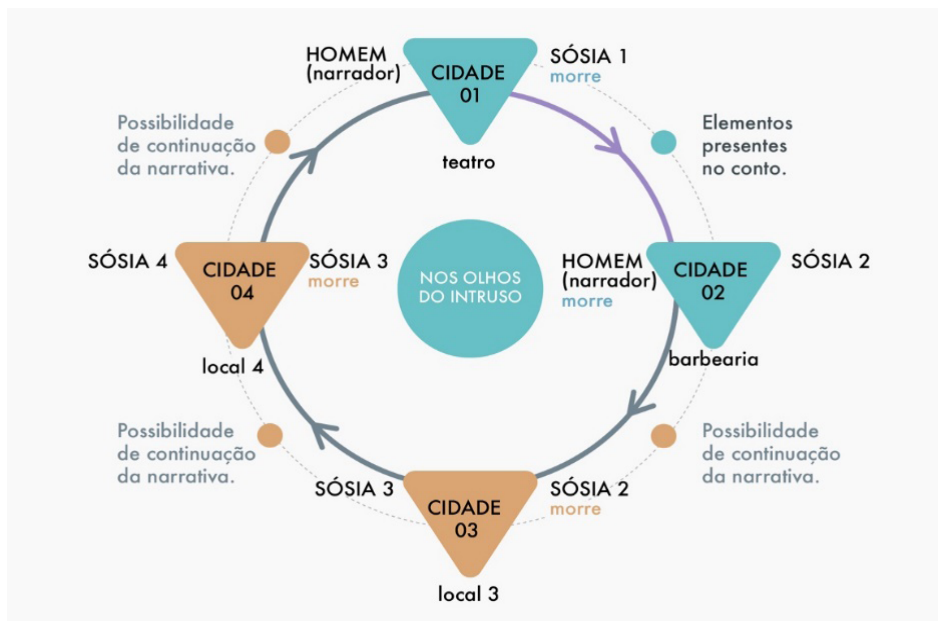 HOMEM
(narrador)
CIDADE
01
SÓSIA 1
morre
teatro
Possibilidade
de continuação
da narrativa.
Elementos
presentes
no conto.
SÓSIA 4
CIDADE
04
SÓSIA 3
morre
local 4
NOS OLHOS
DO INTRUSO
HOMEM
(narrador)
morre
CIDADE
02
SÓSIA 2
barbearia
Possibilidade
de continuação
da narrativa.
Possibilidade
de continuação
da narrativa.
SÓSIA 3
CIDADE
03
SÓSIA 2
morre
local 3